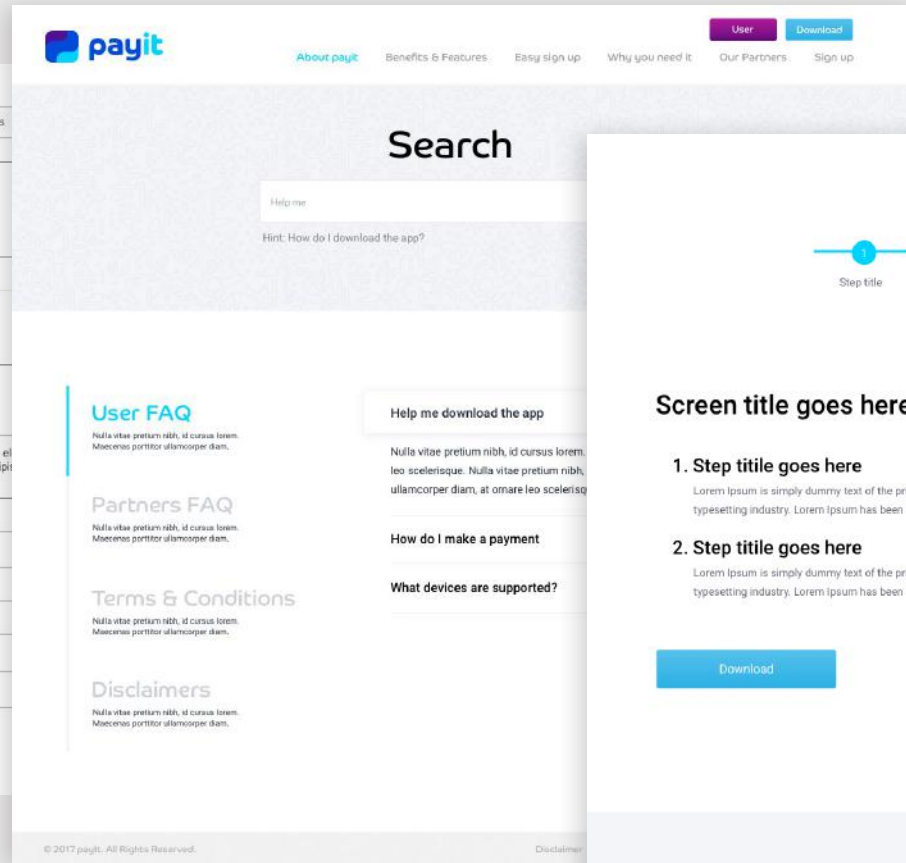 payit
User
Download
About payit
Benefits & Features
Easy sign up
Why you need it
Our Partners
Sign up
Search
Help me
Hint: How do I download the app?
User FAQ
Nulla vitae pretium nibh, id cursus lorem.
Maecenas porttitor ullamcorper diam.
Partners FAQ
Nulla vitae pretium nibh, id cursus lorem.
Maecenas porttitor ullamcorper diam.
Terms & Conditions
Nulla vitae pretium nibh, id cursus lorem.
Maecenas porttitor ullamcorper diam.
Disclaimers
Nulla vitae pretium nibh, id cursus lorem.
Maecenas porttitor ullamcorper diam.
Help me download the app
Nulla vitae pretium nibh, id cursus lorem.
leo scelerisque. Nulla vitae pretium nibh,
ullamcorper diam, at ornare leo scelerisq
How do I make a payment
What devices are supported?
© 2017 payit. All Rights Reserved.
Disclaimer
1
Step title
Screen title goes here
1. Step titile goes here
Lorem Ipsum is simply dummy text of the pri
typesetting industry. Lorem Ipsum has been
2. Step titile goes here
Lorem Ipsum is simply dummy text of the pri
typesetting industry. Lorem Ipsum has been
Download